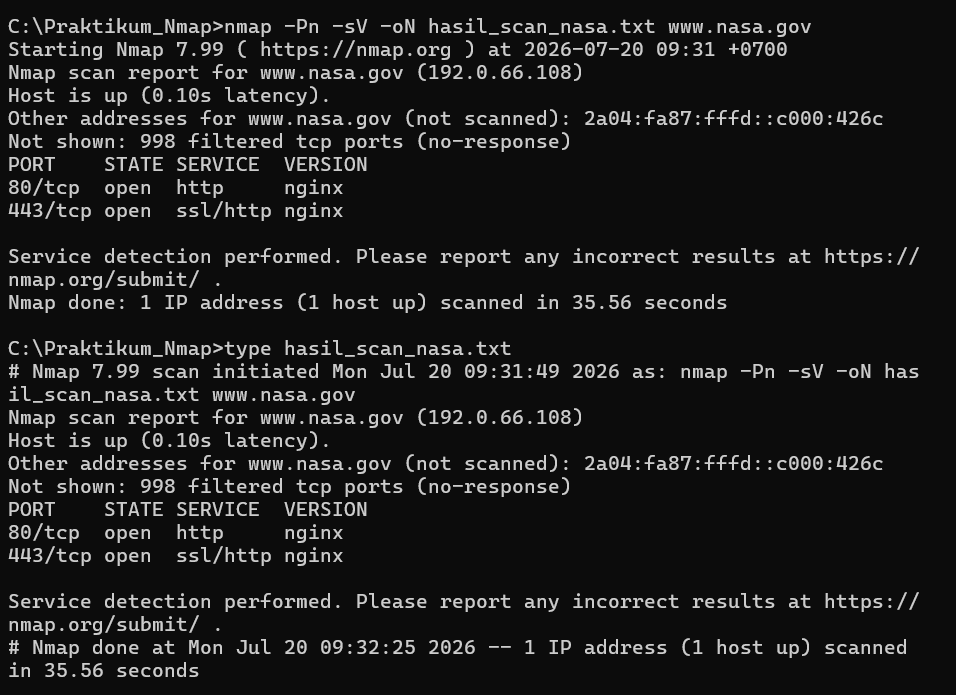 C:\Praktikum_Nmap>nmap -Pn -sV -oN hasil_scan_nasa.txt www.nasa.gov
Starting Nmap 7.99 ( https://nmap.org ) at 2026-07-20 09:31 +0700
Nmap scan report for www.nasa.gov (192.0.66.108)
Host is up (0.10s latency).
Other addresses for www.nasa.gov (not scanned): 2a04:fa87:fffd::c000:426c
Not shown: 998 filtered tcp ports (no-response)
PORT    STATE SERVICE  VERSION
80/tcp  open  http     nginx
443/tcp open  ssl/http nginx

Service detection performed. Please report any incorrect results at https://
nmap.org/submit/ .
Nmap done: 1 IP address (1 host up) scanned in 35.56 seconds

C:\Praktikum_Nmap>type hasil_scan_nasa.txt
# Nmap 7.99 scan initiated Mon Jul 20 09:31:49 2026 as: nmap -Pn -sV -oN has
il_scan_nasa.txt www.nasa.gov
Nmap scan report for www.nasa.gov (192.0.66.108)
Host is up (0.10s latency).
Other addresses for www.nasa.gov (not scanned): 2a04:fa87:fffd::c000:426c
Not shown: 998 filtered tcp ports (no-response)
PORT    STATE SERVICE  VERSION
80/tcp  open  http     nginx
443/tcp open  ssl/http nginx

Service detection performed. Please report any incorrect results at https://
nmap.org/submit/ .
# Nmap done at Mon Jul 20 09:32:25 2026 -- 1 IP address (1 host up) scanned
in 35.56 seconds